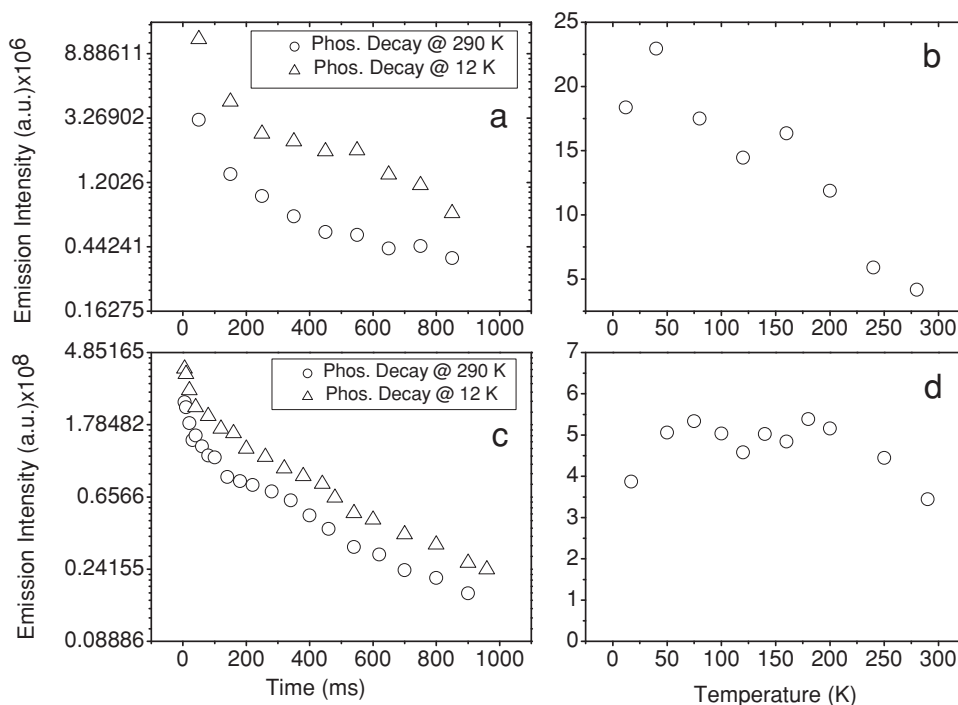 Emission Intensity (a.u.)x10⁶
8.88611
3.26902
1.2026
0.44241
0.16275
Phos. Decay @ 290 K
Phos. Decay @ 12 K
a
0 200 400 600 800 1000
25
20
15
10
5
b
0 50 100 150 200 250 300
Emission Intensity (a.u.)x10⁸
4.85165
1.78482
0.6566
0.24155
0.08886
Phos. Decay @ 290 K
Phos. Decay @ 12 K
c
0 200 400 600 800 1000
Time (ms)
7
6
5
4
3
2
1
0
d
0 50 100 150 200 250 300
Temperature (K)